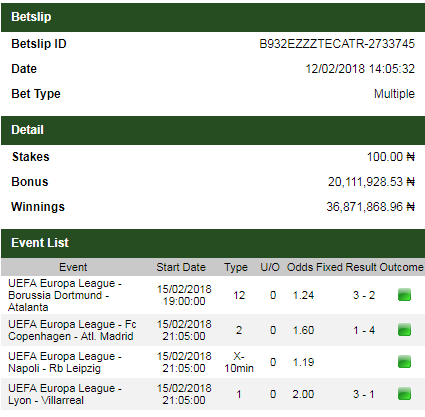 Betslip
Betslip ID B932EZZZTECATR-2733745
Date 12/02/2018 14:05:32
Bet Type Multiple
Detail
Stakes 100.00 ₦
Bonus 20,111,928.53 ₦
Winnings 36,871,868.96 ₦
Event List
Event Start Date Type U/O Odds Fixed Result Outcome
UEFA Europa League -
Borussia Dortmund -
Atalanta
15/02/2018
19:00:00
12 0 1.24 3 - 2
UEFA Europa League - Fc
Copenhagen - Atl. Madrid
15/02/2018
21:05:00
2 0 1.60 1 - 4
UEFA Europa League -
Napoli - Rb Leipzig
15/02/2018
21:05:00
X-
10min
0 1.19
UEFA Europa League -
Lyon - Villarreal
15/02/2018
21:05:00
1 0 2.00 3 - 1